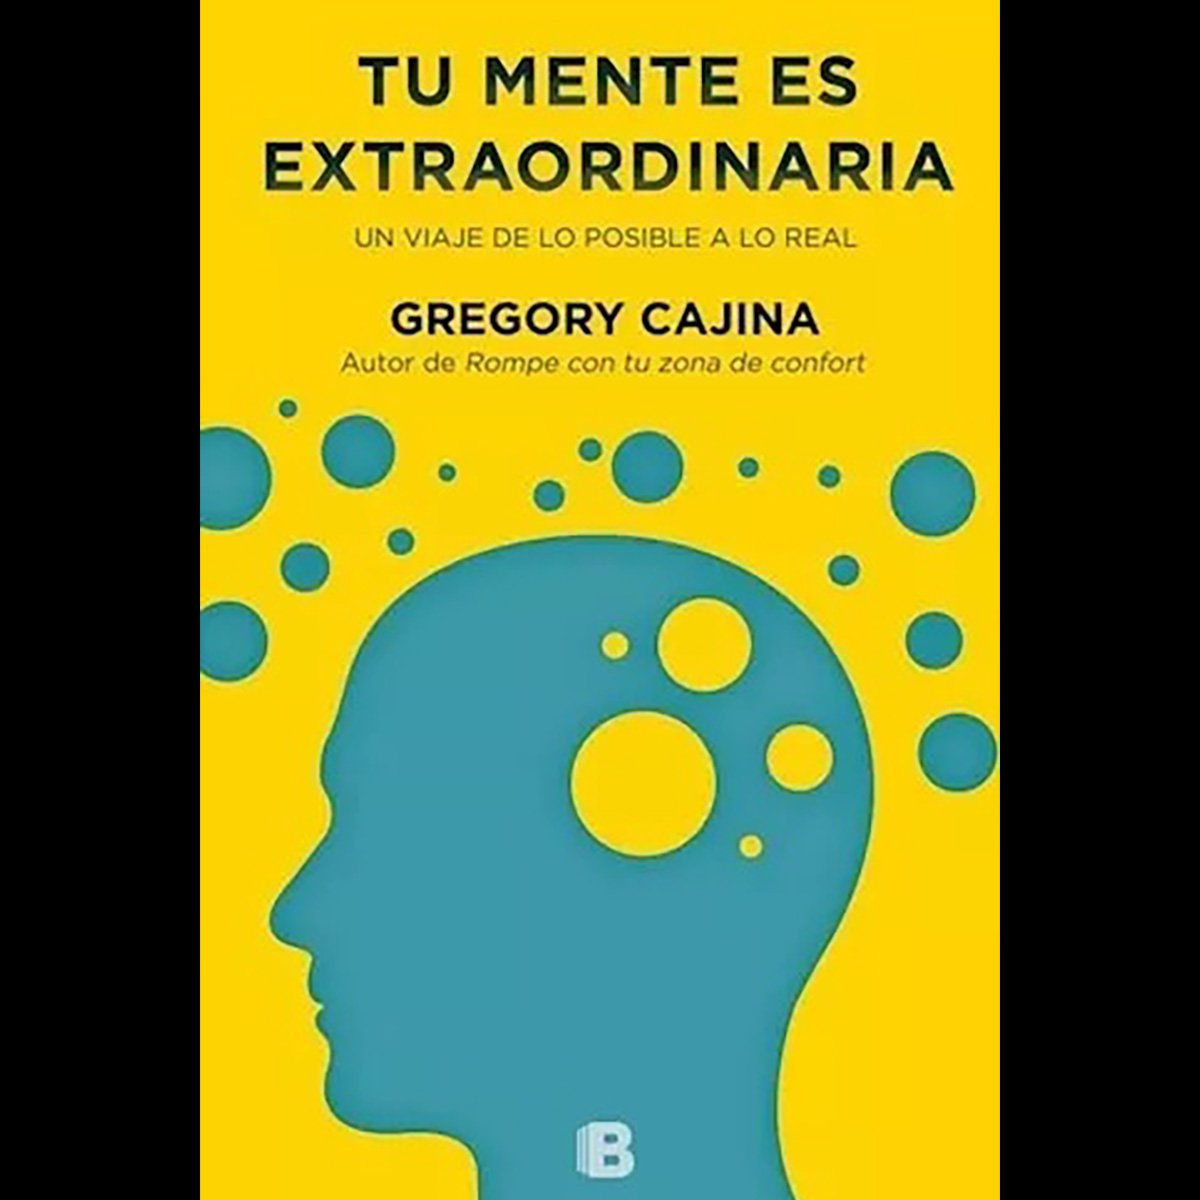 TU MENTE ES
EXTRAORDINARIA
UN VIAJE DE LO POSIBLE A LO REAL
GREGORY CAJINA
Autor de Rompe con tu zona de confort
B